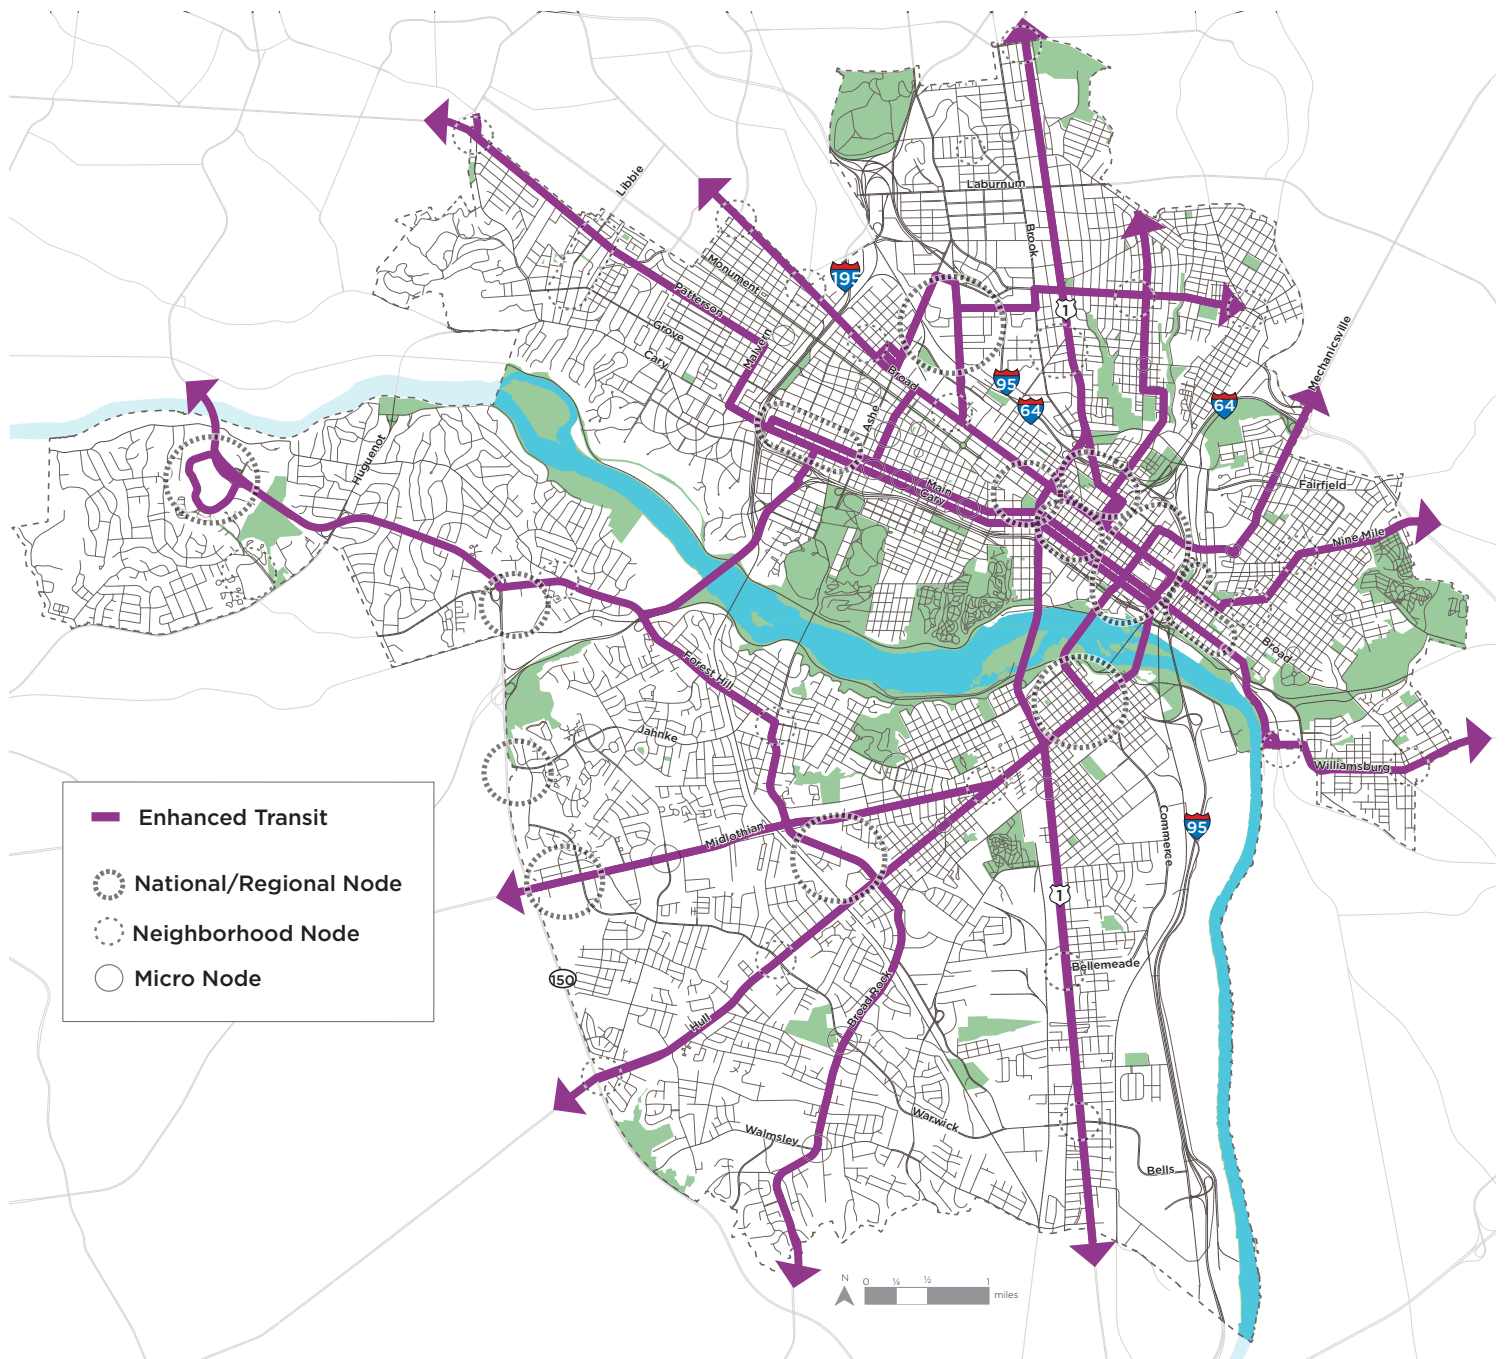 Libbie
Laburnum
Brook
195
Monument
Patterson
Grove
Malvern
Cary
1
Mechanicsville
Broad
95
64
64
Ashe
Huguenot
Main
Cary
Fairfield
Nine Mile
Broad
Forest Hill
Jahnke
Williamsburg
Enhanced Transit
National/Regional Node
Neighborhood Node
Micro Node
Midlothian
Commerce
95
1
Bellemeade
150
Broad Rock
Hull
Warwick
Walmsley
Bells
N
0 ¼ ½ 1
miles